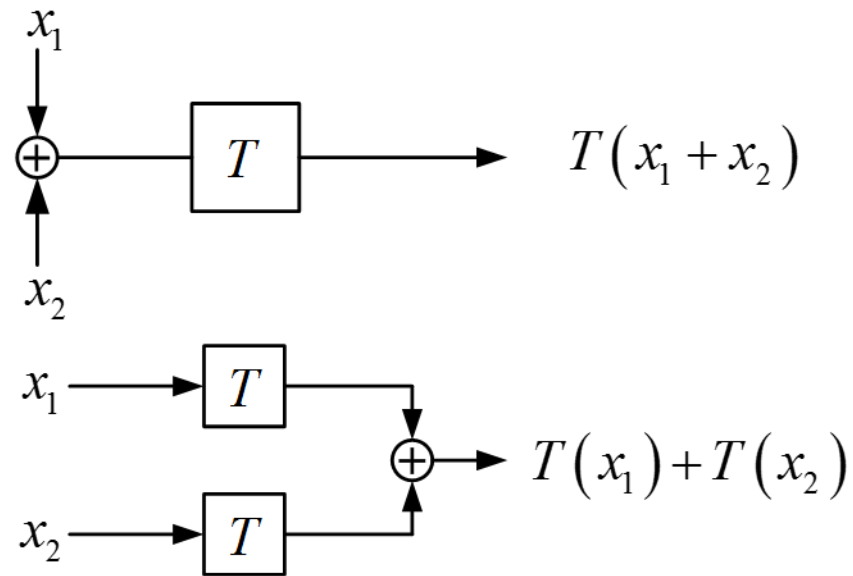 x₁
T
T(x₁ + x₂)
x₂
x₁
T
T(x₁)+T(x₂)
x₂
T